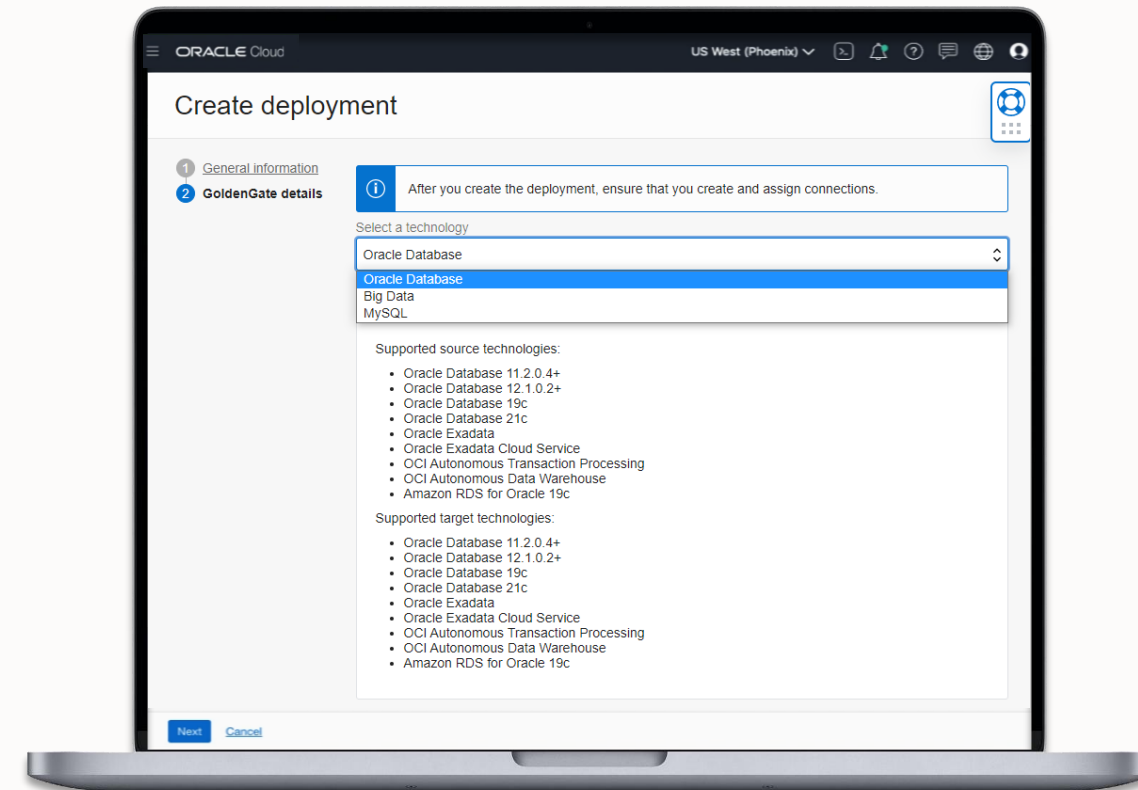 ORACLE Cloud
US West (Phoenix)
Create deployment
1 General information
2 GoldenGate details
After you create the deployment, ensure that you create and assign connections.
Select a technology
Oracle Database
Oracle Database
Big Data
MySQL
Supported source technologies:
Oracle Database 11.2.0.4+
Oracle Database 12.1.0.2+
Oracle Database 19c
Oracle Database 21c
Oracle Exadata
Oracle Exadata Cloud Service
OCI Autonomous Transaction Processing
OCI Autonomous Data Warehouse
Amazon RDS for Oracle 19c
Supported target technologies:
Oracle Database 11.2.0.4+
Oracle Database 12.1.0.2+
Oracle Database 19c
Oracle Database 21c
Oracle Exadata
Oracle Exadata Cloud Service
OCI Autonomous Transaction Processing
OCI Autonomous Data Warehouse
Amazon RDS for Oracle 19c
Next Cancel